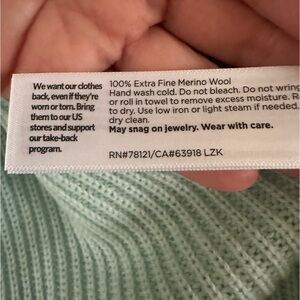 We want our clothes
back, even if they're
worn or torn. Bring
them to our US
stores and support
our take-back
program.
100% Extra Fine Merino Wool
Hand wash cold. Do not bleach. Do not wring
or roll in towel to remove excess moisture.
to dry. Use low iron or light steam if needed.
dry clean.
May snag on jewelry. Wear with care.
RN#78121/CA#63918 LZK